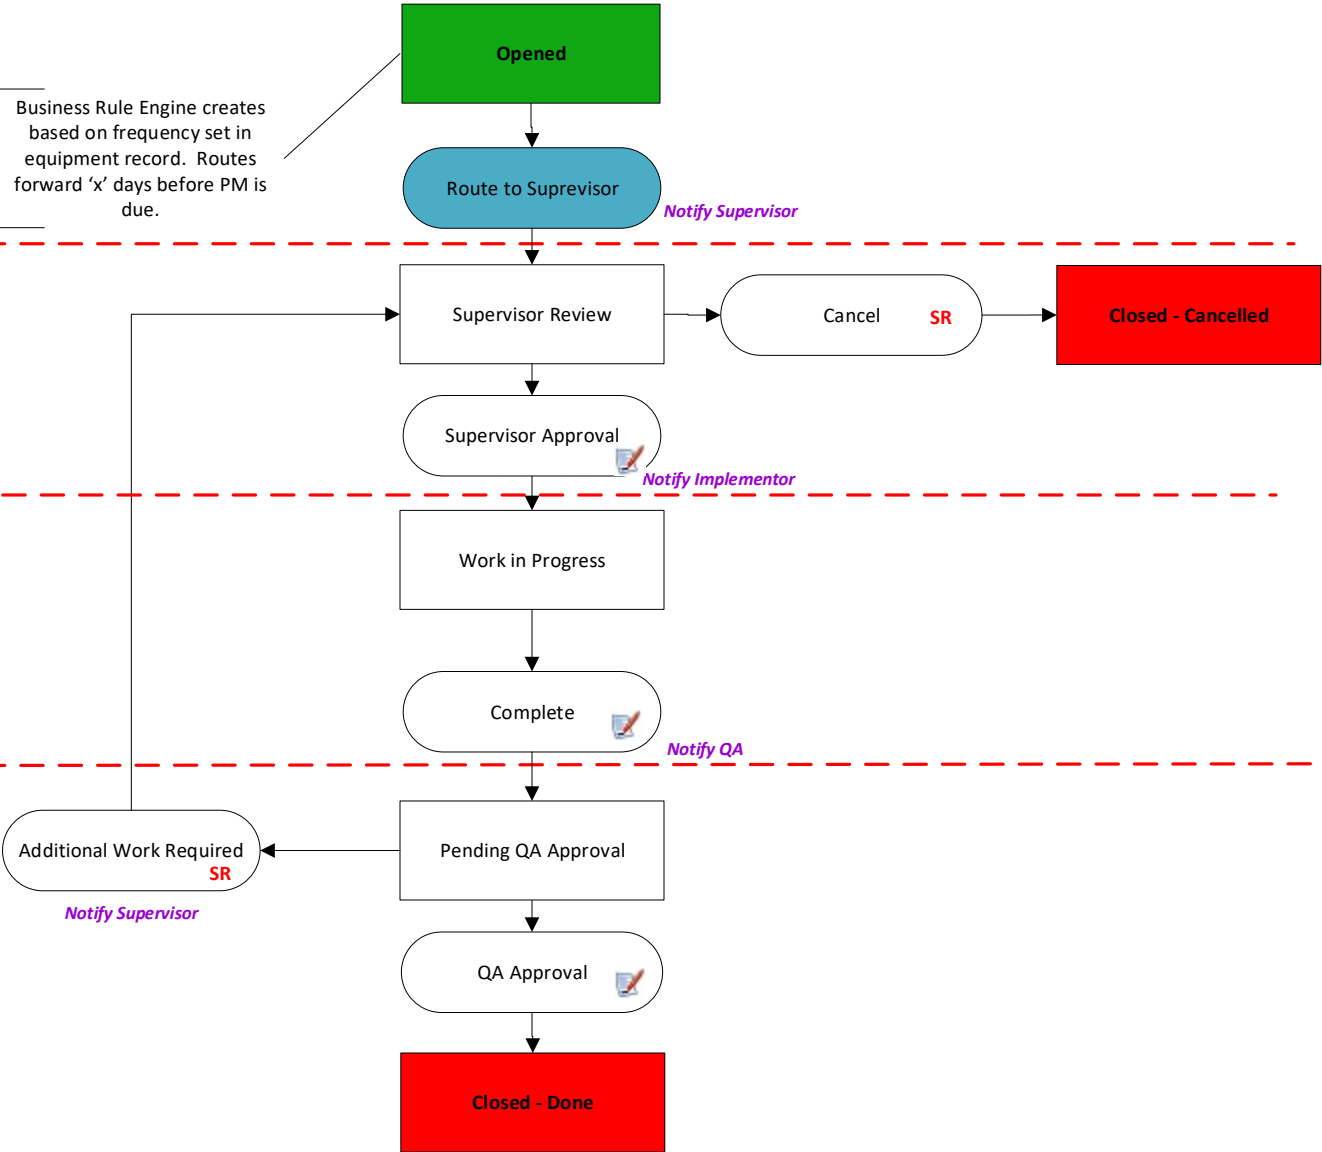 Opened
Business Rule Engine creates
based on frequency set in
equipment record.  Routes
forward ‘x’ days before PM is
due.
Route to Suprevisor
Notify Supervisor
Supervisor Review
Cancel
SR
Closed - Cancelled
Supervisor Approval
Notify Implementor
Work in Progress
Complete
Notify QA
Additional Work Required
SR
Pending QA Approval
Notify Supervisor
QA Approval
Closed - Done